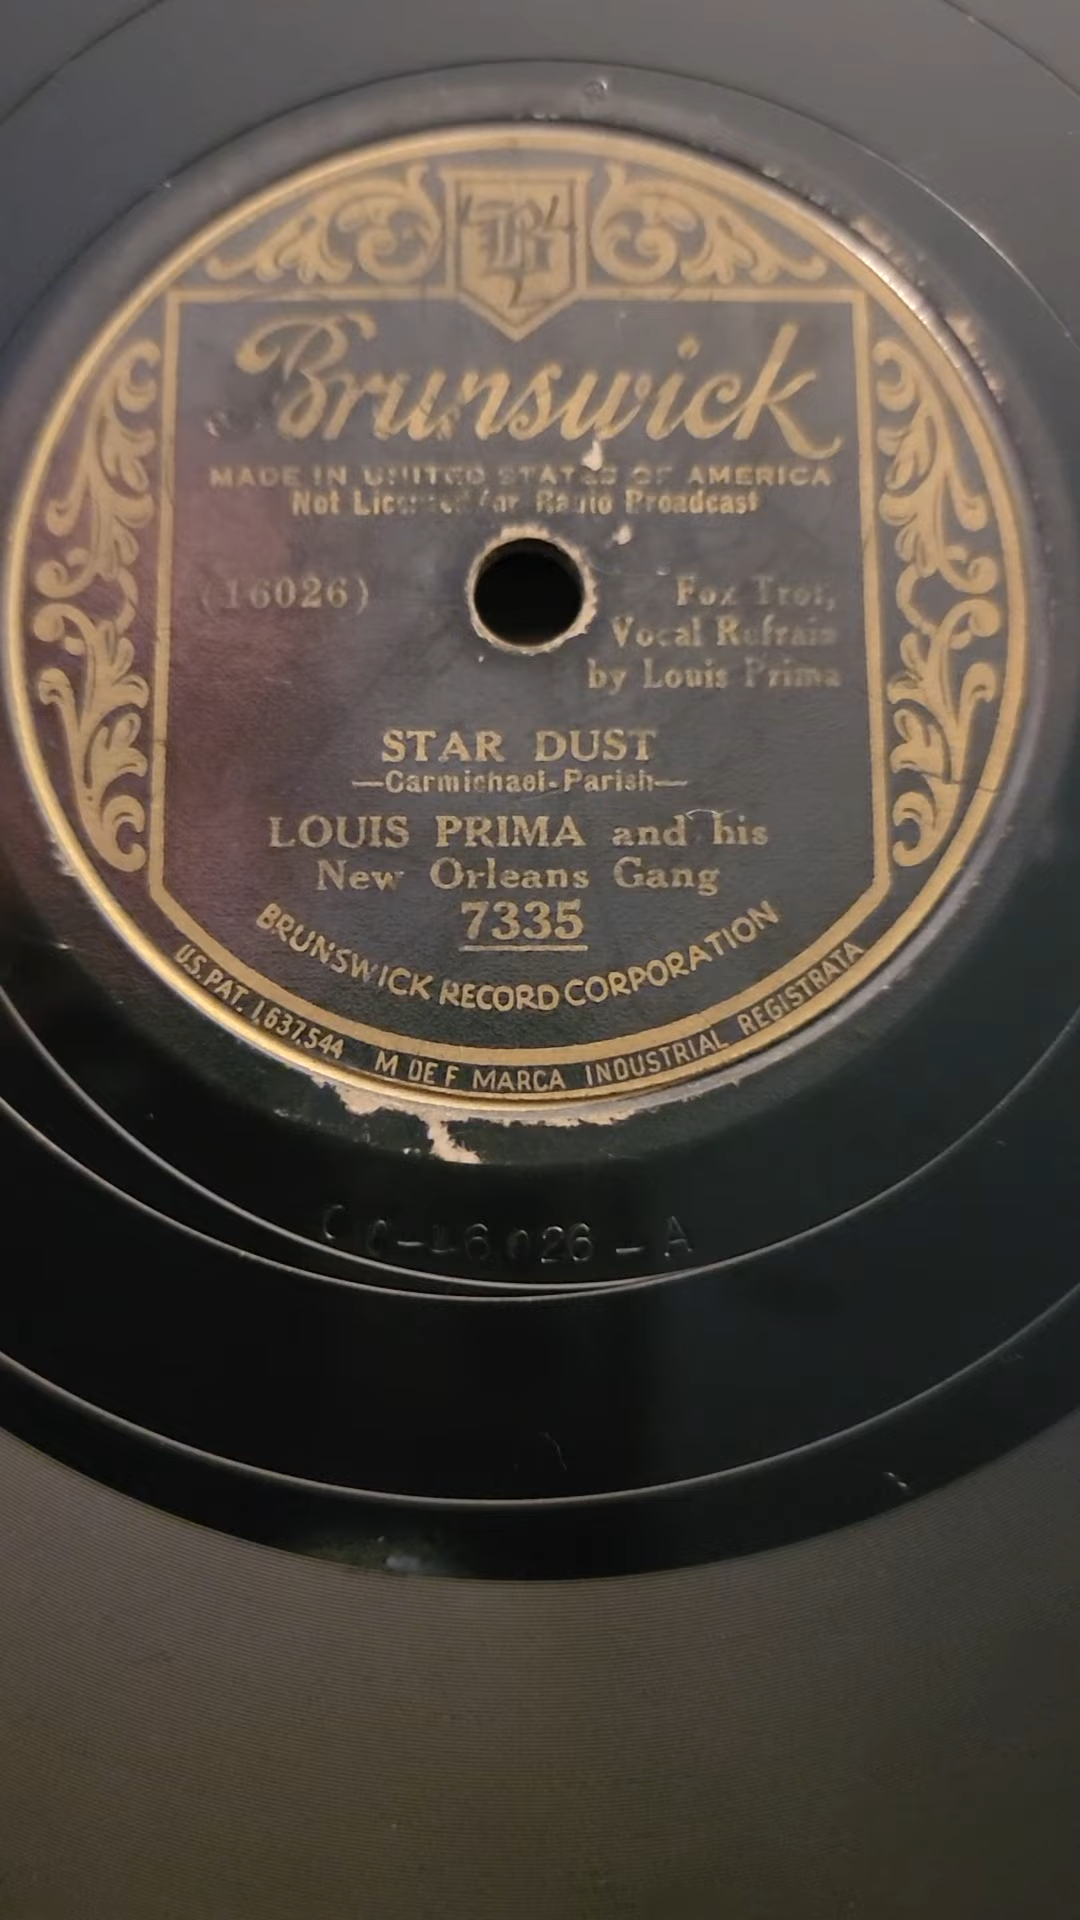 B
Brunswick
MADE IN UNITED STATES OF AMERICA
Not Licensed for Radio Broadcast
(16026)
Fox Trot,
Vocal Refrain
by Louis Prima
STAR DUST
—Carmichael-Parish—
LOUIS PRIMA and his
New Orleans Gang
7335
BRUNSWICK RECORD CORPORATION
US. PAT. 1,637,544 M DE F MARCA INDUSTRIAL REGISTRATA
16026 - A